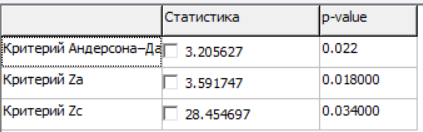 Статистика p-value
Критерий Андерсона-Да 3.205627 0.022
Критерий Za 3.591747 0.018000
Критерий Zc 28.454697 0.034000